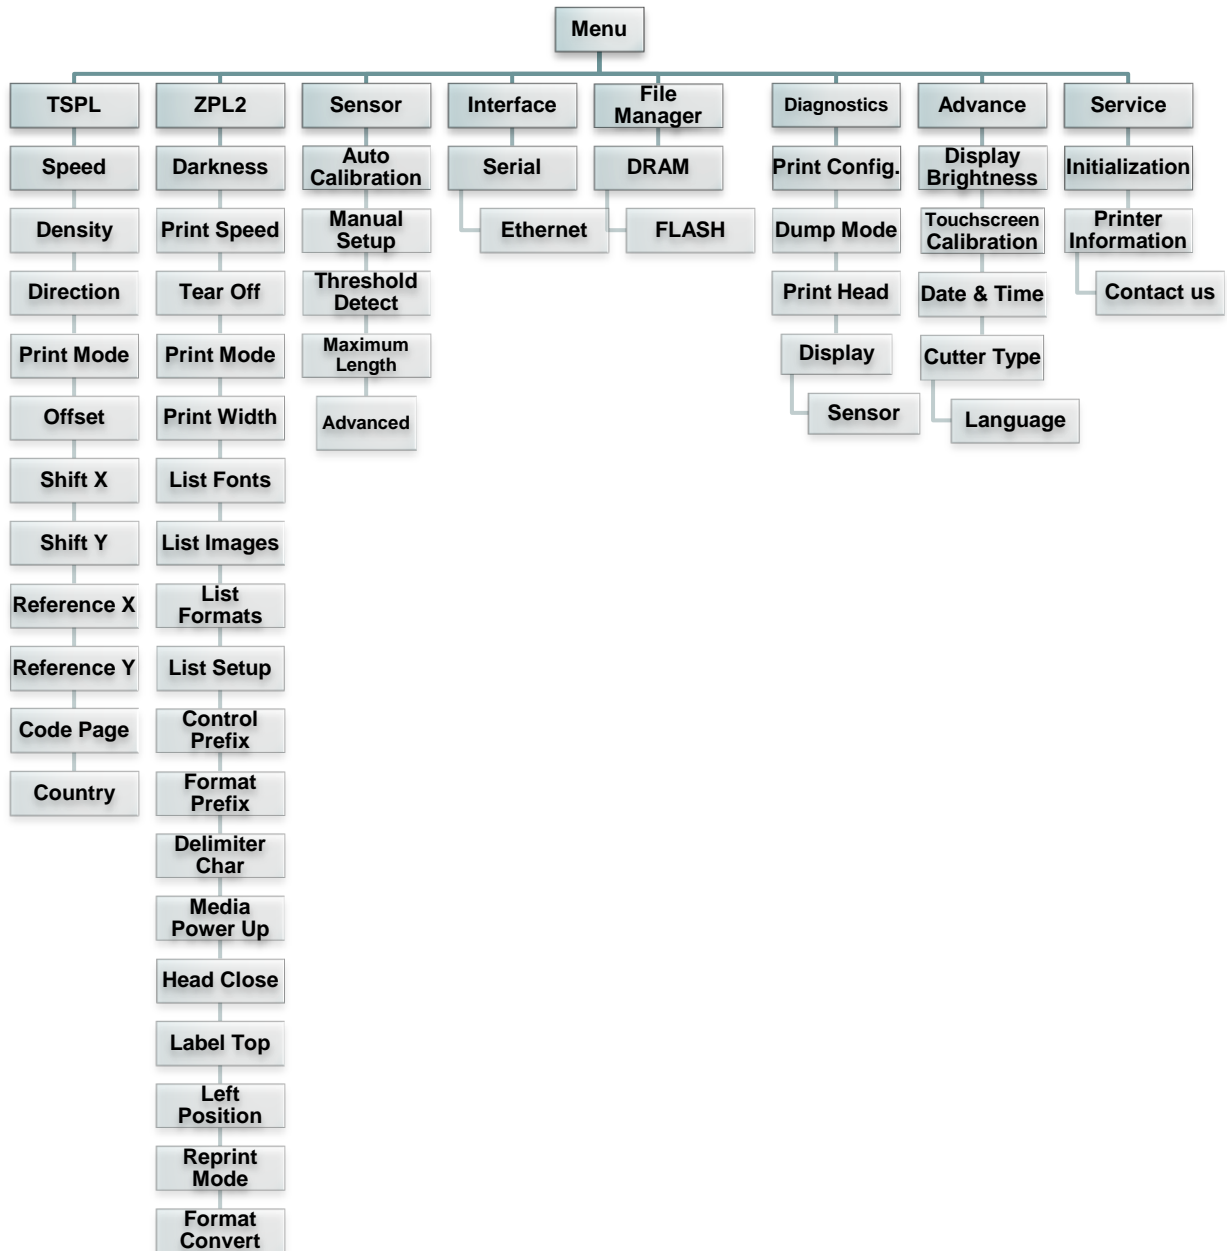 Menu
TSPL
Speed
Density
Direction
Print Mode
Offset
Shift X
Shift Y
Reference X
Reference Y
Code Page
Country
ZPL2
Darkness
Print Speed
Tear Off
Print Mode
Print Width
List Fonts
List Images
List
Formats
List Setup
Control
Prefix
Format
Prefix
Delimiter
Char
Media
Power Up
Head Close
Label Top
Left
Position
Reprint
Mode
Format
Convert
Sensor
Auto
Calibration
Manual
Setup
Threshold
Detect
Maximum
Length
Advanced
Interface
Serial
Ethernet
File
Manager
DRAM
FLASH
Diagnostics
Print Config.
Dump Mode
Print Head
Display
Sensor
Advance
Display
Brightness
Touchscreen
Calibration
Date & Time
Cutter Type
Language
Service
Initialization
Printer
Information
Contact us